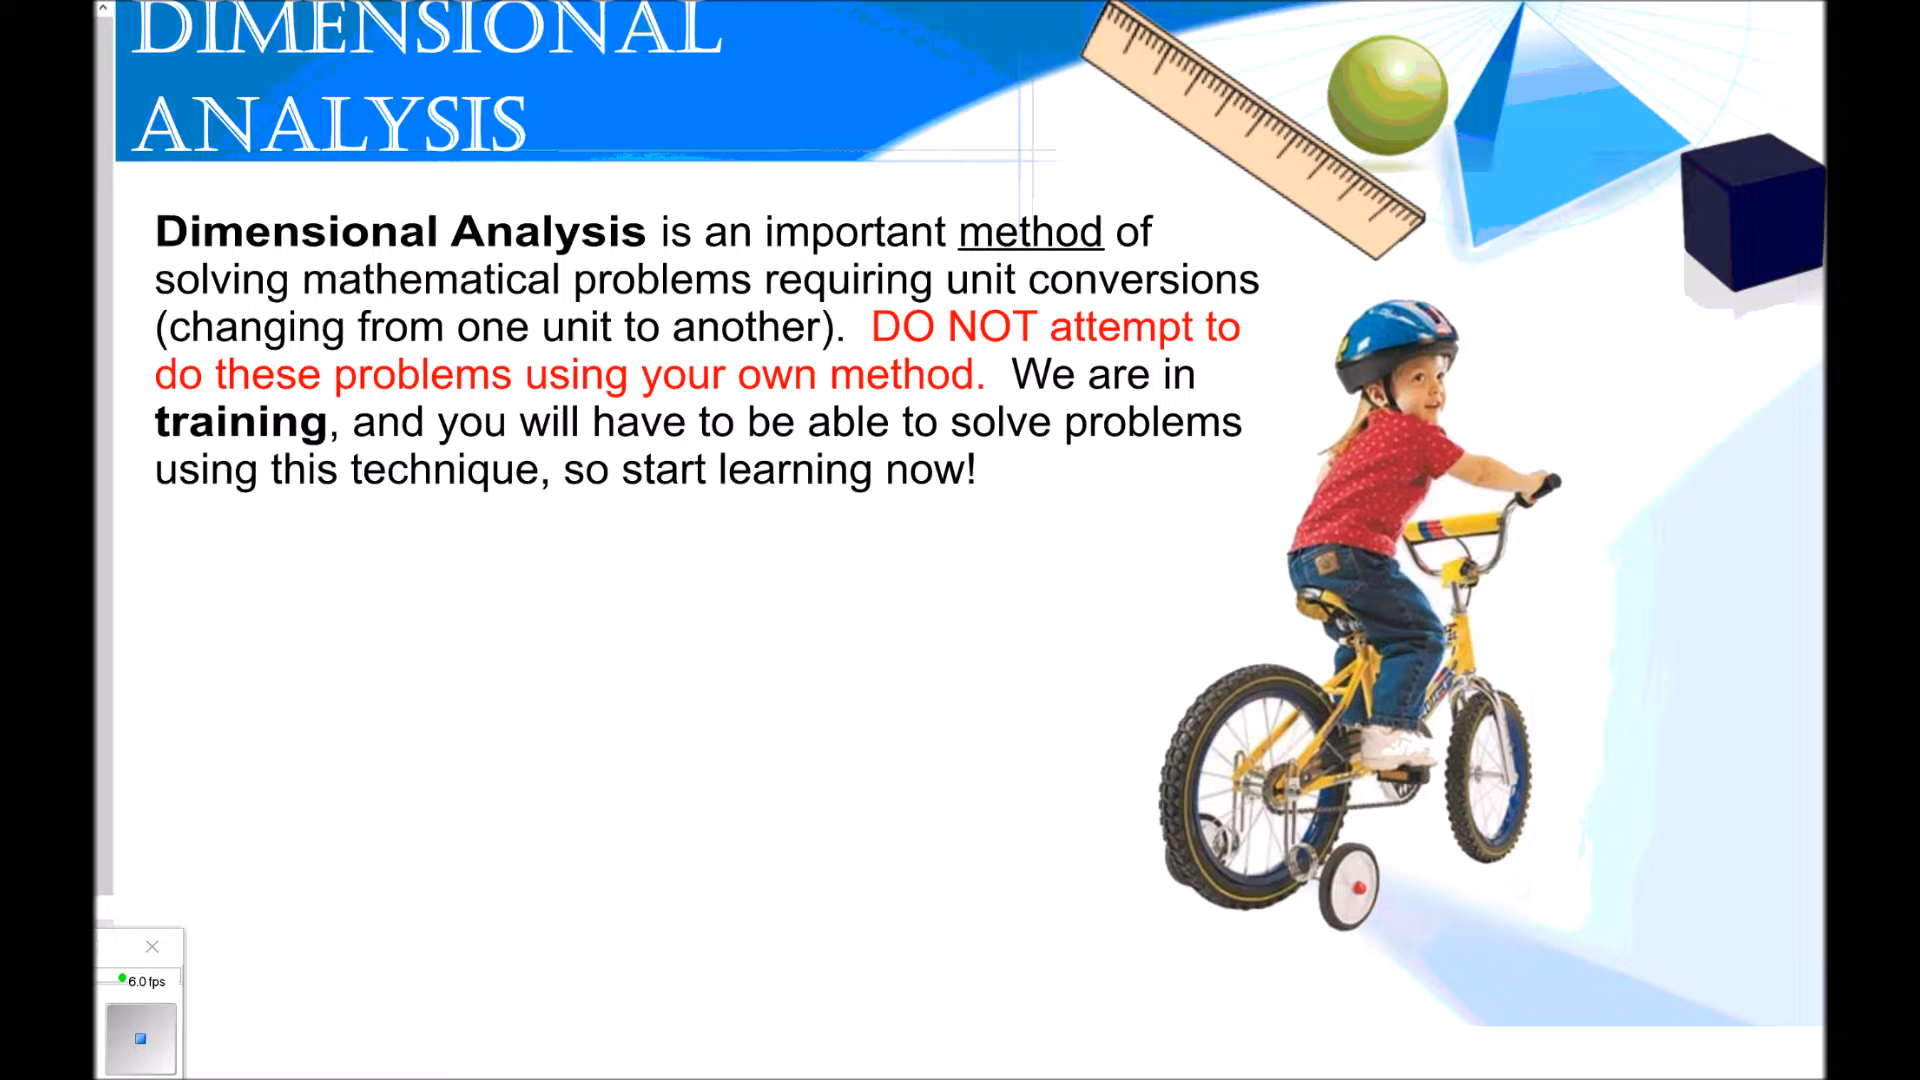 DIMENSIONAL
ANALYSIS
Dimensional Analysis is an important method of
solving mathematical problems requiring unit conversions
(changing from one unit to another).  DO NOT attempt to
do these problems using your own method.  We are in
training, and you will have to be able to solve problems
using this technique, so start learning now!
6.0 fps